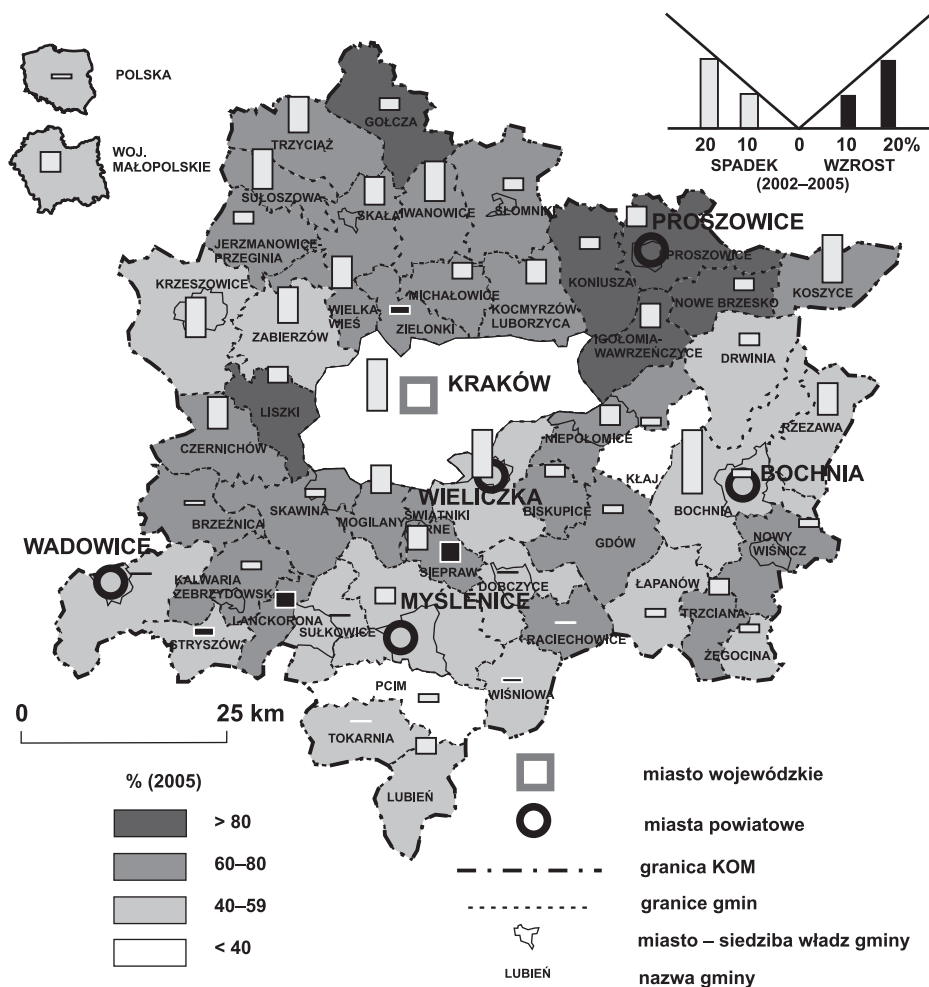 POLSKA
WOJ.
MAŁOPOLSKIE
20 10 0 10 20%
SPADEK WZROST
(2002–2005)
GOŁCZA
TRZYCIĄŻ
SUŁOSZOWA
SKAŁA
IWANOWICE
SŁOMNIKI
JERZMANOWICE
PRZEGINIA
PROSZOWICE
PROSZOWICE
KONIUSZA
NOWE BRZESKO
KOSZYCE
KRZESZOWICE
WIELKA
WIEŚ
MICHAŁOWICE
ZIELONKI
KOCMYRZÓW
LUBORZYCA
ZABIERZÓW
IGOŁOMIA-
WAWRZEŃCZYCE
DRWINIA
KRAKÓW
LISZKI
CZERNICHÓW
RZEZAWA
NIEPOŁOMICE
KŁAJ
BOCHNIA
WIELICZKA
BISKUPICE
BOCHNIA
BRZEŹNICA
SKAWINA
MOGILANY
ŚWIĄTNIKI
GÓRNE
GDÓW
NOWY
WIŚNICZ
WADOWICE
KALWARIA
ZEBRZYDOWSK
SIEPRAW
DOBCZYCE
ŁAPANÓW
TRZCIANA
LANCKORONA
MYŚLENICE
SUŁKOWICE
STRYSZÓW
RACIECHOWICE
ŻEGOCINA
PCIM
WIŚNIOWA
TOKARNIA
LUBIEŃ
0 25 km
% (2005)
> 80
60–80
40–59
< 40
miasto wojewódzkie
miasta powiatowe
granica KOM
granice gmin
miasto – siedziba władz gminy
LUBIEŃ nazwa gminy